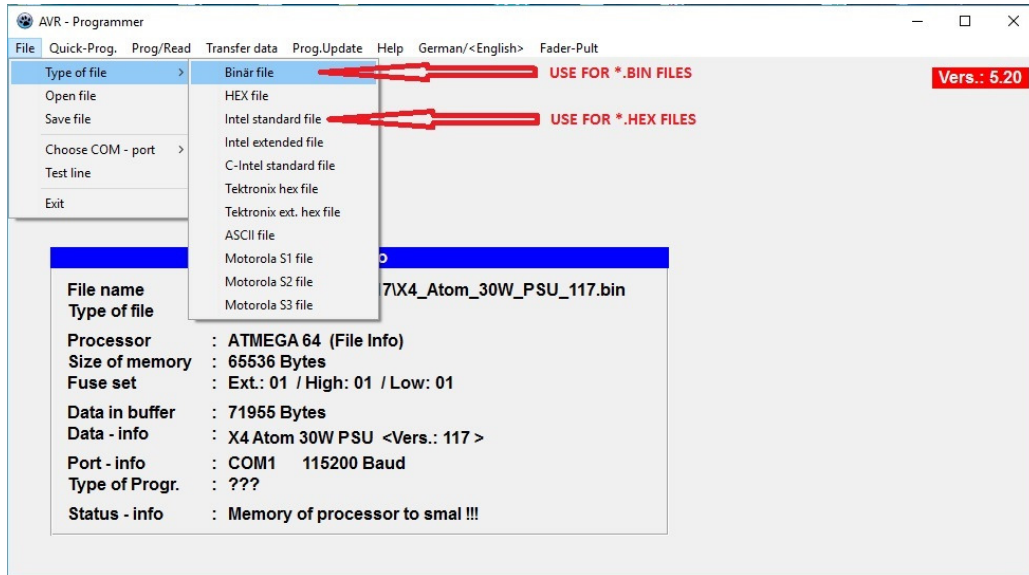 AVR - Programmer
File Quick-Prog. Prog/Read Transfer data Prog.Update Help German/<English> Fader-Pult
Vers.: 5.20
Type of file >
Open file
Save file
Choose COM - port >
Test line
Exit
Binär file
HEX file
Intel standard file
Intel extended file
C-Intel standard file
Tektronix hex file
Tektronix ext. hex file
ASCII file
Motorola S1 file
Motorola S2 file
Motorola S3 file
USE FOR *.BIN FILES
USE FOR *.HEX FILES
File name 7\X4_Atom_30W_PSU_117.bin
Type of file
Processor : ATMEGA 64 (File Info)
Size of memory : 65536 Bytes
Fuse set : Ext.: 01 / High: 01 / Low: 01
Data in buffer : 71955 Bytes
Data - info : X4 Atom 30W PSU <Vers.: 117 >
Port - info : COM1 115200 Baud
Type of Progr. : ???
Status - info : Memory of processor to smal !!!